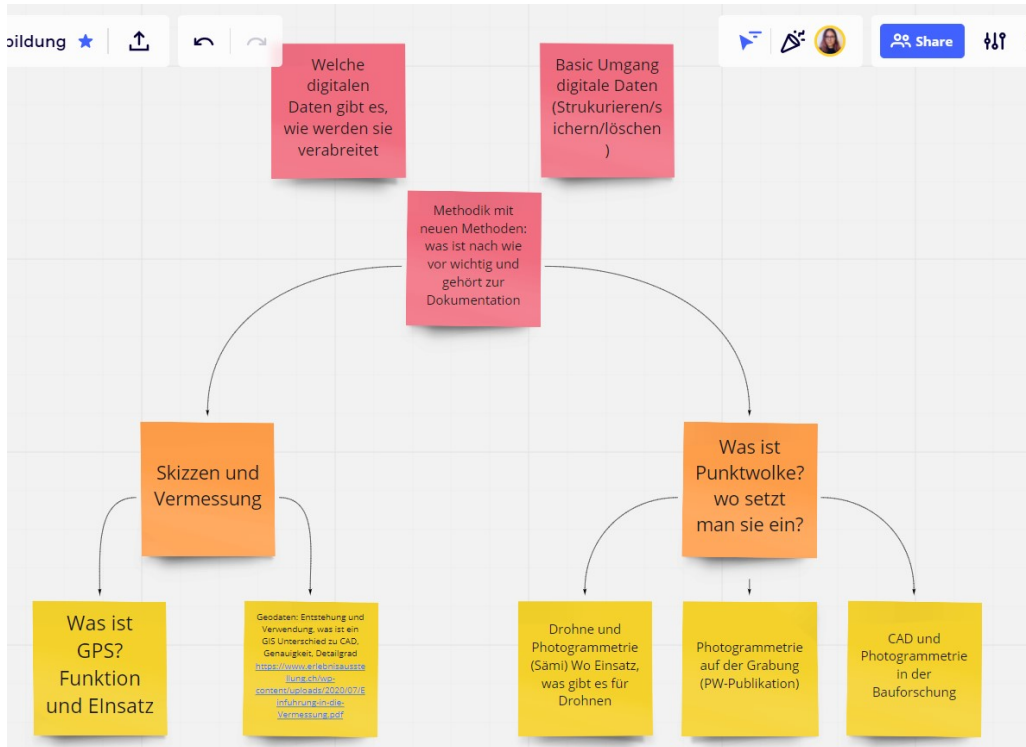 bildung
Share
Welche
digitalen
Daten gibt es,
wie werden sie
verabreitet
Basic Umgang
digitale Daten
(Strukurieren/s
ichern/löschen
)
Methodik mit
neuen Methoden:
was ist nach wie
vor wichtig und
gehört zur
Dokumentation
Skizzen und
Vermessung
Was ist
Punktwolke?
wo setzt
man sie ein?
Was ist
GPS?
Funktion
und EInsatz
Geodaten: Entstehung und
Verwendung, was ist ein
GIS Unterschied zu CAD,
Genauigkeit, Detailgrad
https://www.erlebnisausste
llung.ch/wp-
content/uploads/2020/07/E
infuhrung-in-die-
Vermessung.pdf
Drohne und
Photogrammetrie
(Sämi) Wo Einsatz,
was gibt es für
Drohnen
Photogrammetrie
auf der Grabung
(PW-Publikation)
CAD und
Photogrammetrie
in der
Bauforschung